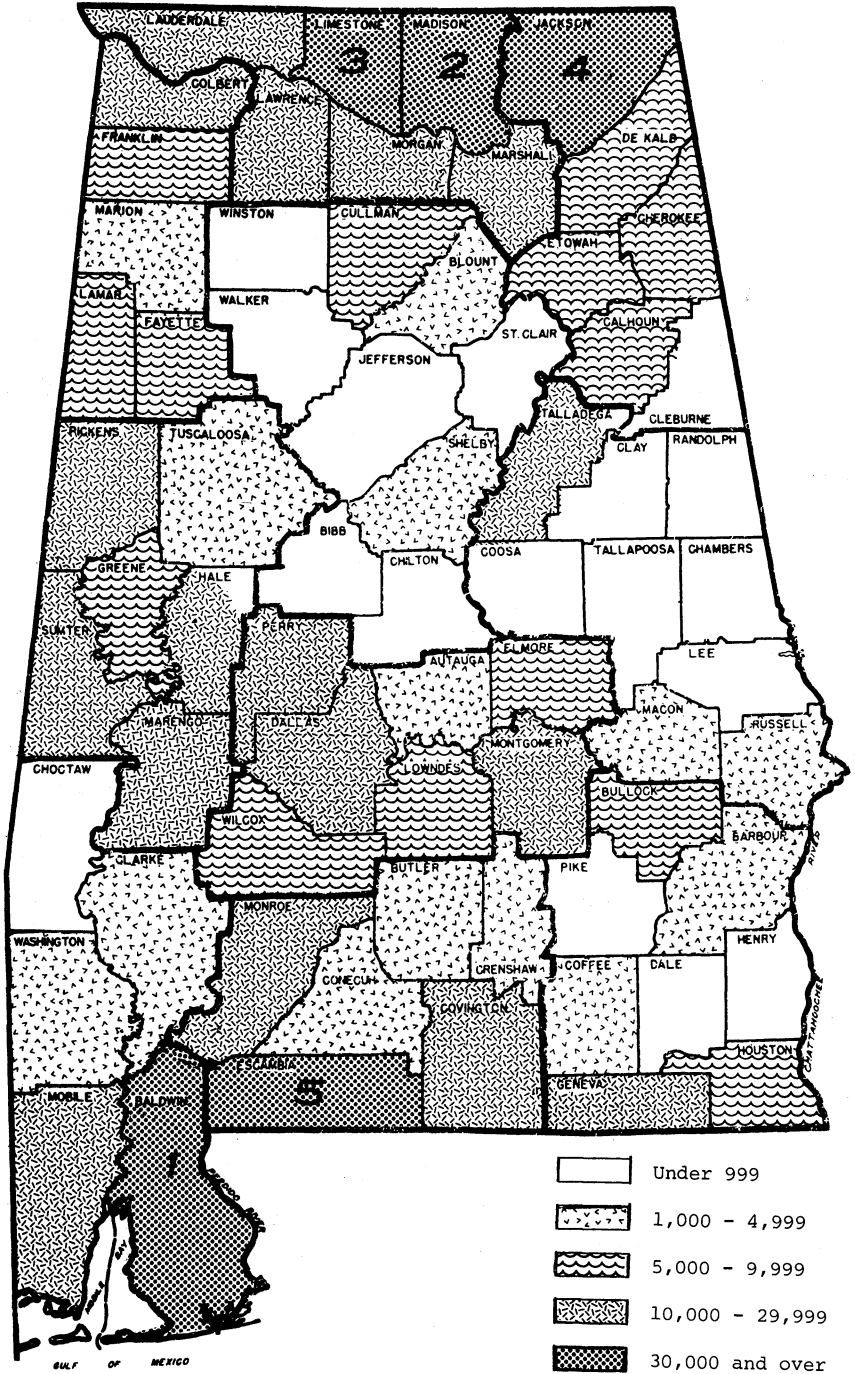 LAUDERDALE
LIMESTONE
MADISON
JACKSON
3
2
4
COLBERT
LAWRENCE
FRANKLIN
MORGAN
MARSHALL
DE KALB
MARION
WINSTON
CULLMAN
CHEROKEE
ETOWAH
BLOUNT
LAMAR
WALKER
FAYETTE
ST. CLAIR
CALHOUN
JEFFERSON
TALLADEGA
CLEBURNE
PICKENS
TUSCALOOSA
SHELBY
CLAY
RANDOLPH
BIBB
GREENE
HALE
CHILTON
COOSA
TALLAPOOSA
CHAMBERS
SUMTER
PERRY
ELMORE
LEE
AUTAUGA
MACON
MARENGO
DALLAS
RUSSELL
MONTGOMERY
CHOCTAW
LOWNDES
BULLOCK
WILCOX
BARBOUR
RIVER
CLARKE
BUTLER
PIKE
MONROE
WASHINGTON
HENRY
CRENSHAW
COFFEE
DALE
CONECUH
COVINGTON
CHATTAHOOCHEE
HOUSTON
ESCAMBIA
5
GENEVA
MOBILE
BALDWIN
1
RIVER
MOBILE BAY
GULF OF MEXICO
Under 999
1,000 - 4,999
5,000 - 9,999
10,000 - 29,999
30,000 and over